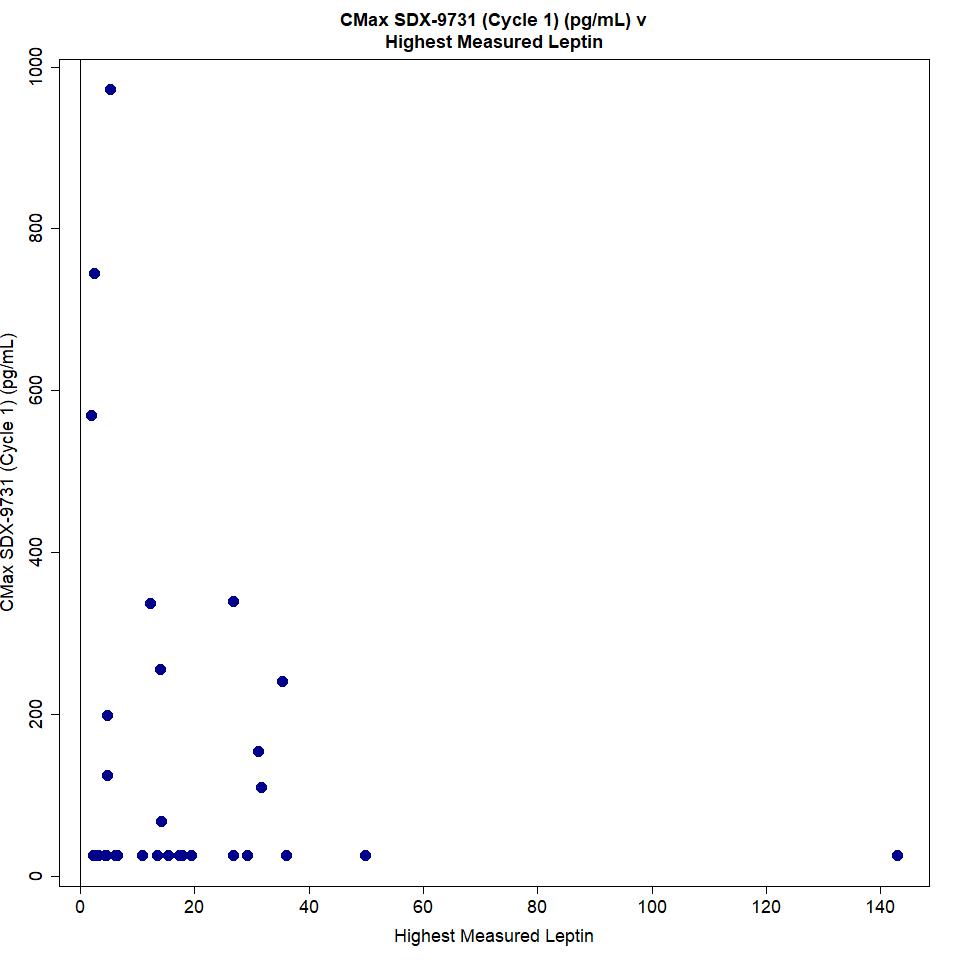 CMax SDX-9731 (Cycle 1) (pg/mL) v
Highest Measured Leptin
1000
800
600
400
200
0
CMax SDX-9731 (Cycle 1) (pg/mL)
0 20 40 60 80 100 120 140
Highest Measured Leptin